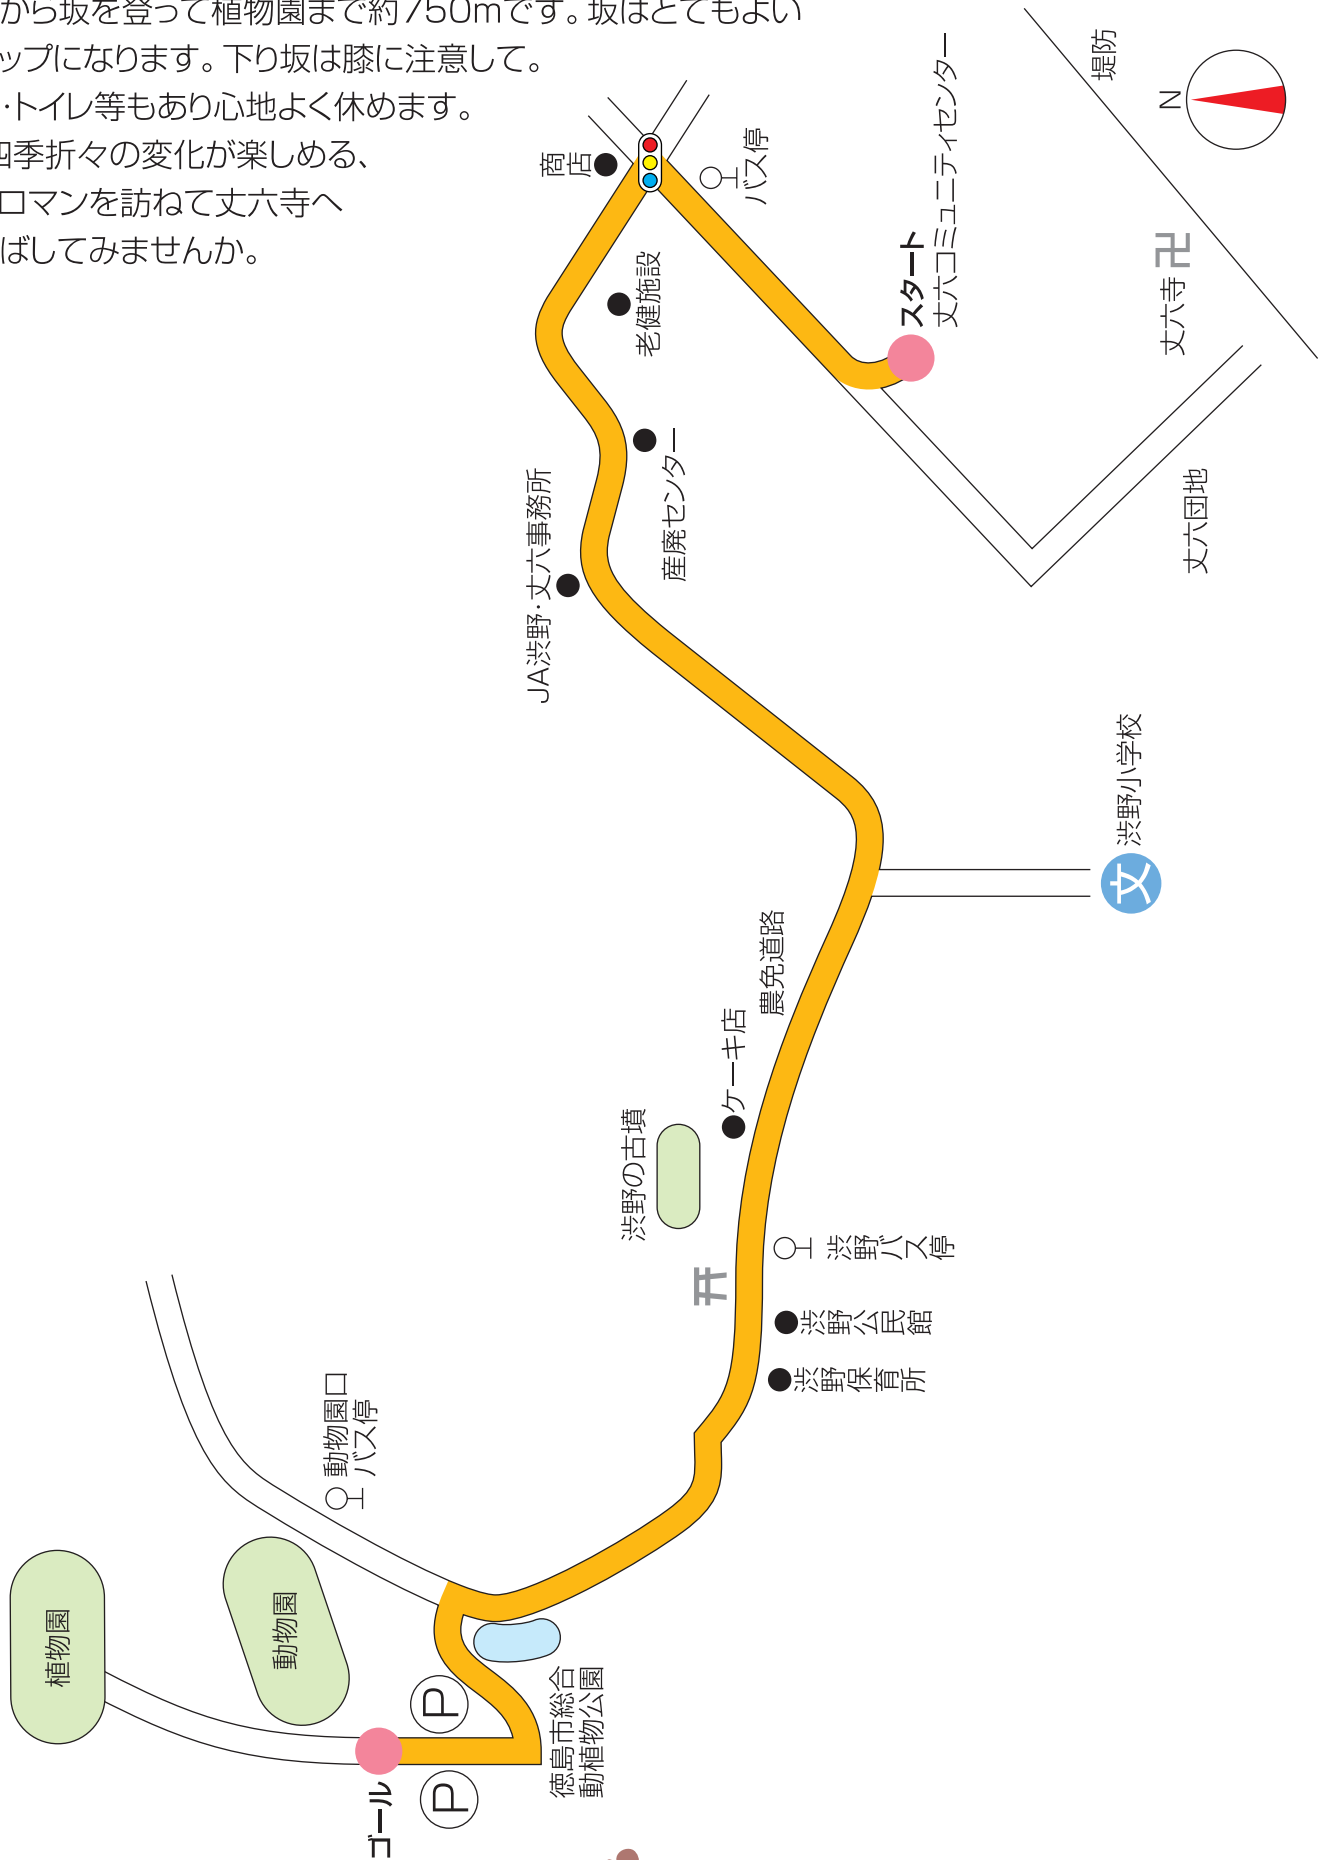 から坂を登って植物園まで約750mです。坂はとてもよい
ップになります。下り坂は膝に注意して。
・トイレ等もあり心地よく休めます。
四季折々の変化が楽しめる、
ロマンを訪ねて丈六寺へ
ばしてみませんか。
堤防
N
商店
バス停
スタート
丈六コミュニティセンター
丈六寺
老健施設
産廃センター
JA渋野・丈六事務所
丈六団地
渋野小学校
文
農免道路
ケーキ店
渋野の古墳
渋野バス停
渋野公民館
渋野保育所
動物園口
バス停
植物園
動物園
P
P
徳島市総合
動植物公園
ゴール